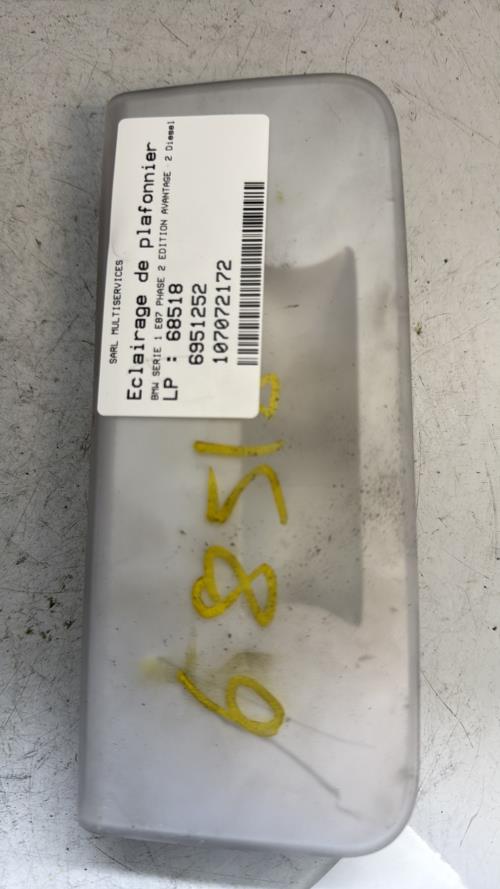 SARL MULTISERVICES
Eclairage de plafonnier
BMW SERIE 1 E87 PHASE 2 EDITION AVANTAGE 2 Diesel
LP : 68518
6951252
107072172
68518